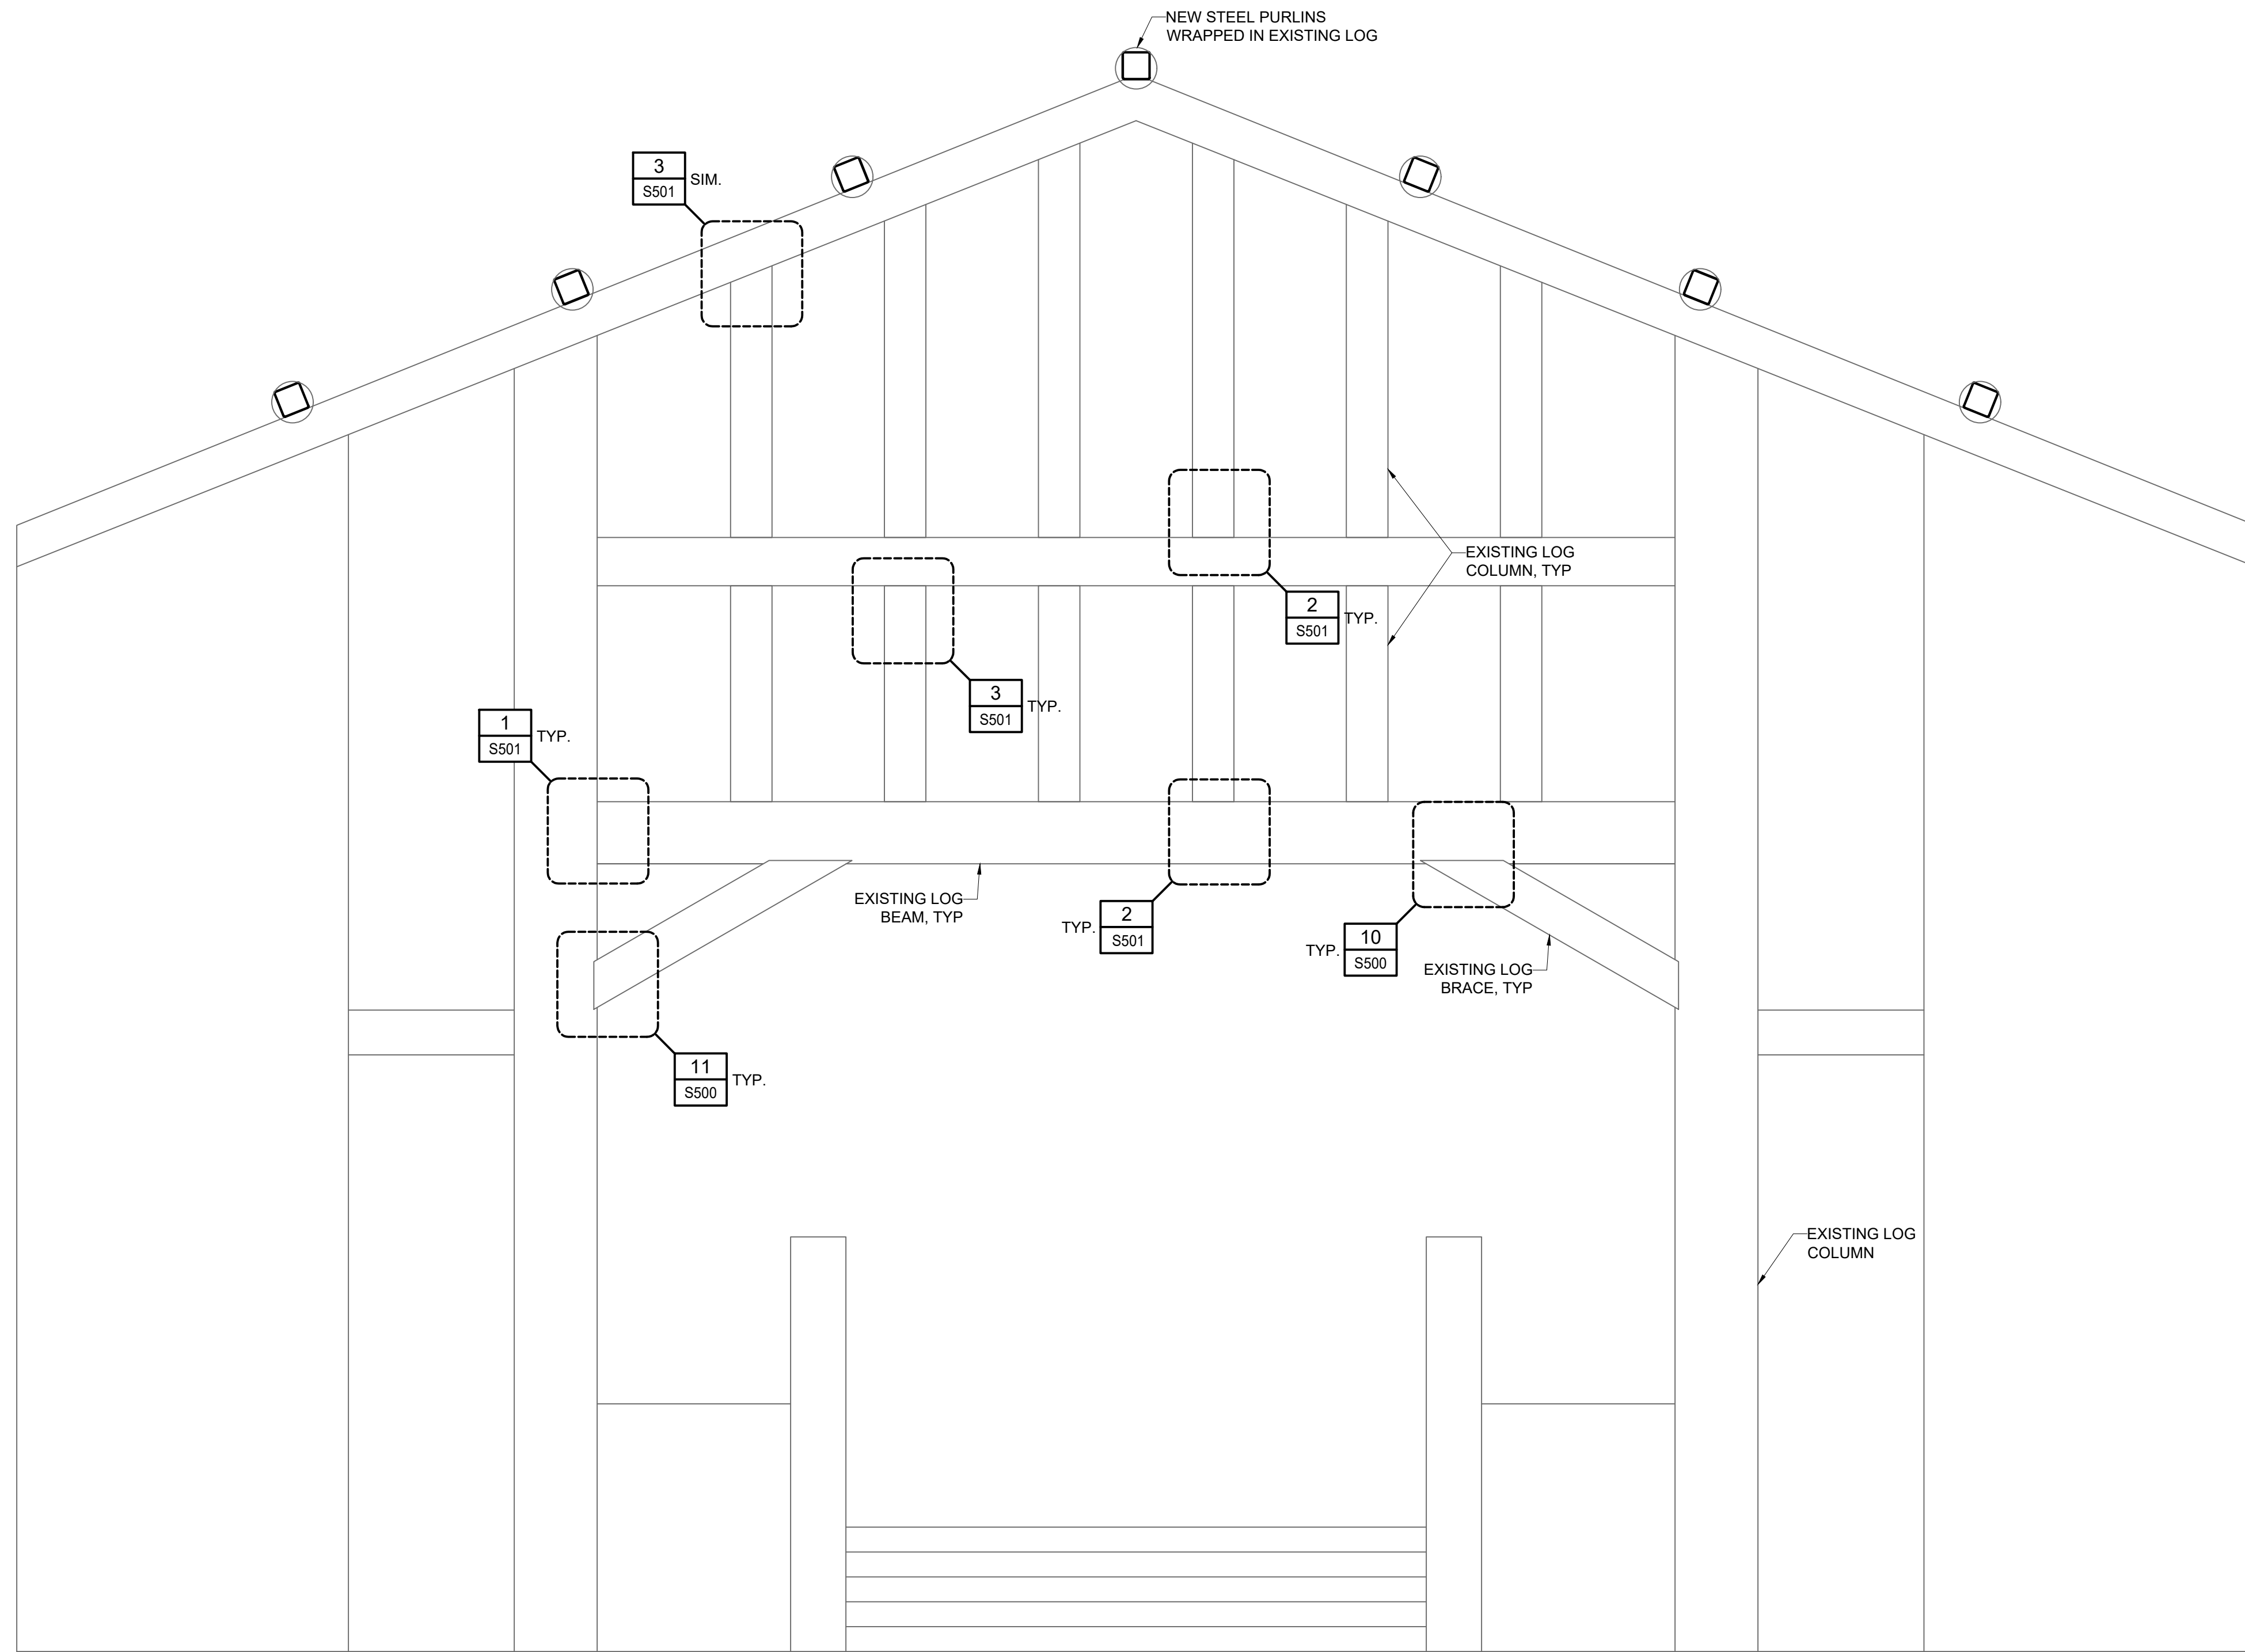 NEW STEEL PURLINS
WRAPPED IN EXISTING LOG
3
S501
SIM.
EXISTING LOG
COLUMN, TYP
2
S501
TYP.
3
S501
TYP.
1
S501
TYP.
EXISTING LOG
BEAM, TYP
TYP.
2
S501
TYP.
10
S500
EXISTING LOG
BRACE, TYP
11
S500
TYP.
EXISTING LOG
COLUMN